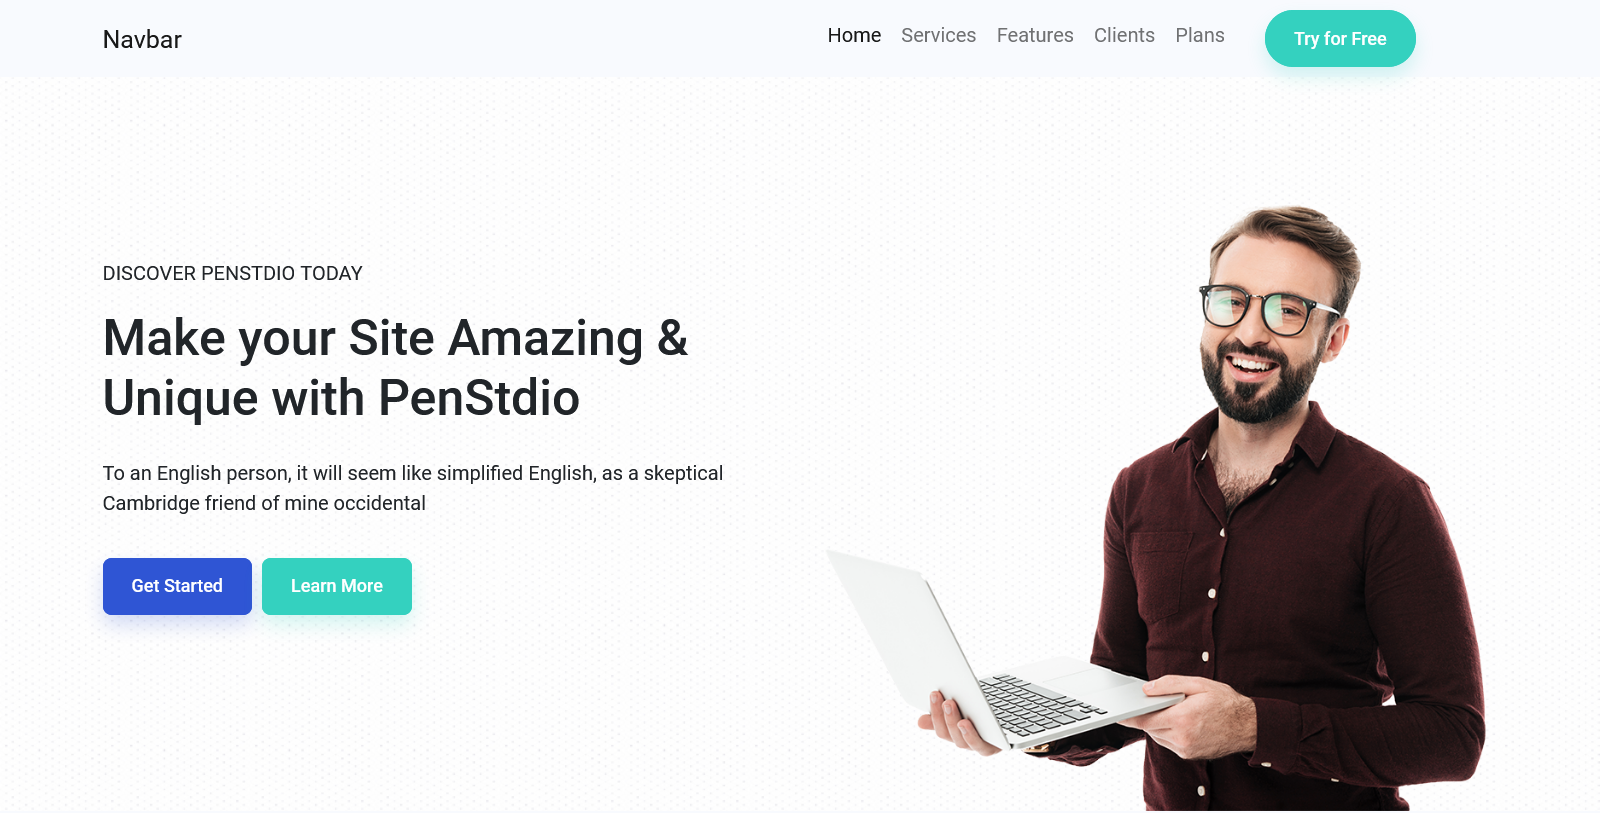 Navbar
Home Services Features Clients Plans Try for Free
DISCOVER PENSTDIO TODAY
Make your Site Amazing &
Unique with PenStdio
To an English person, it will seem like simplified English, as a skeptical
Cambridge friend of mine occidental
Get Started Learn More